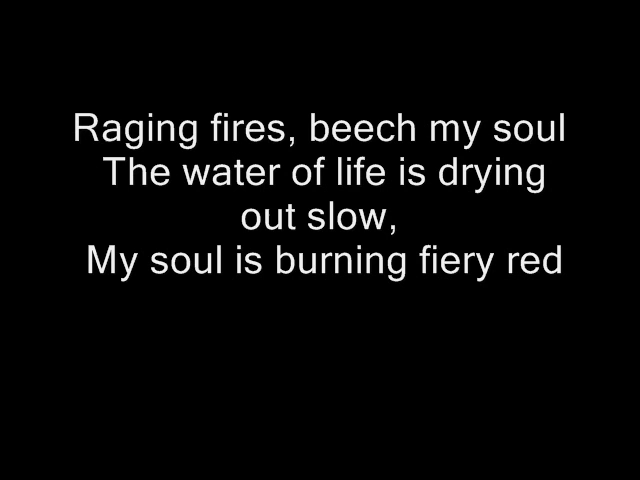 Raging fires, beech my soul
The water of life is drying
out slow,
My soul is burning fiery red